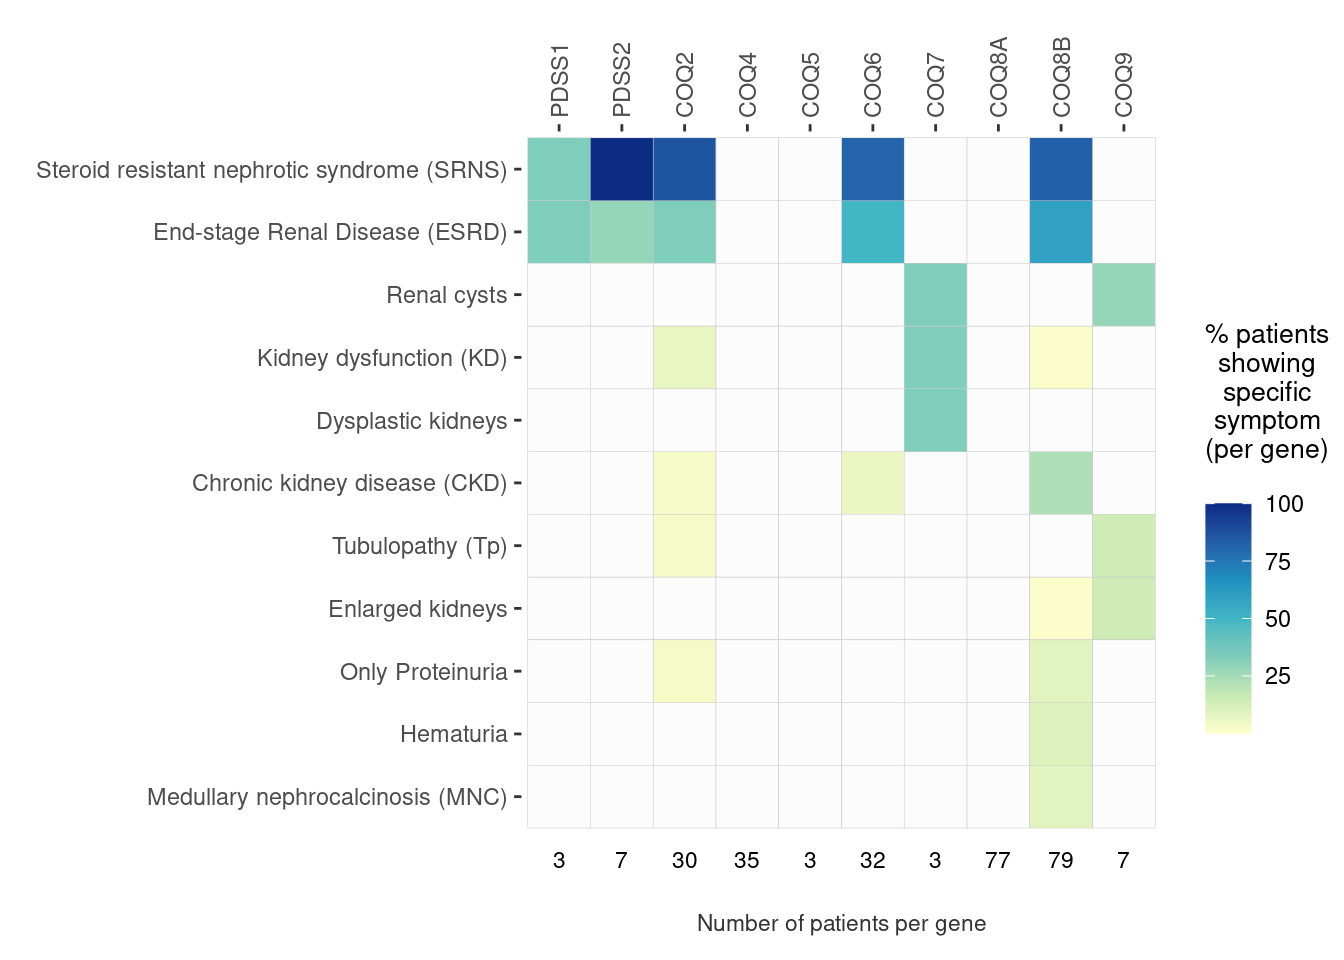 PDSS1
PDSS2
COQ2
COQ4
COQ5
COQ6
COQ7
COQ8A
COQ8B
COQ9
Steroid resistant nephrotic syndrome (SRNS)
End-stage Renal Disease (ESRD)
Renal cysts
Kidney dysfunction (KD)
Dysplastic kidneys
Chronic kidney disease (CKD)
Tubulopathy (Tp)
Enlarged kidneys
Only Proteinuria
Hematuria
Medullary nephrocalcinosis (MNC)
3 7 30 35 3 32 3 77 79 7
Number of patients per gene
% patients
showing
specific
symptom
(per gene)
100
75
50
25